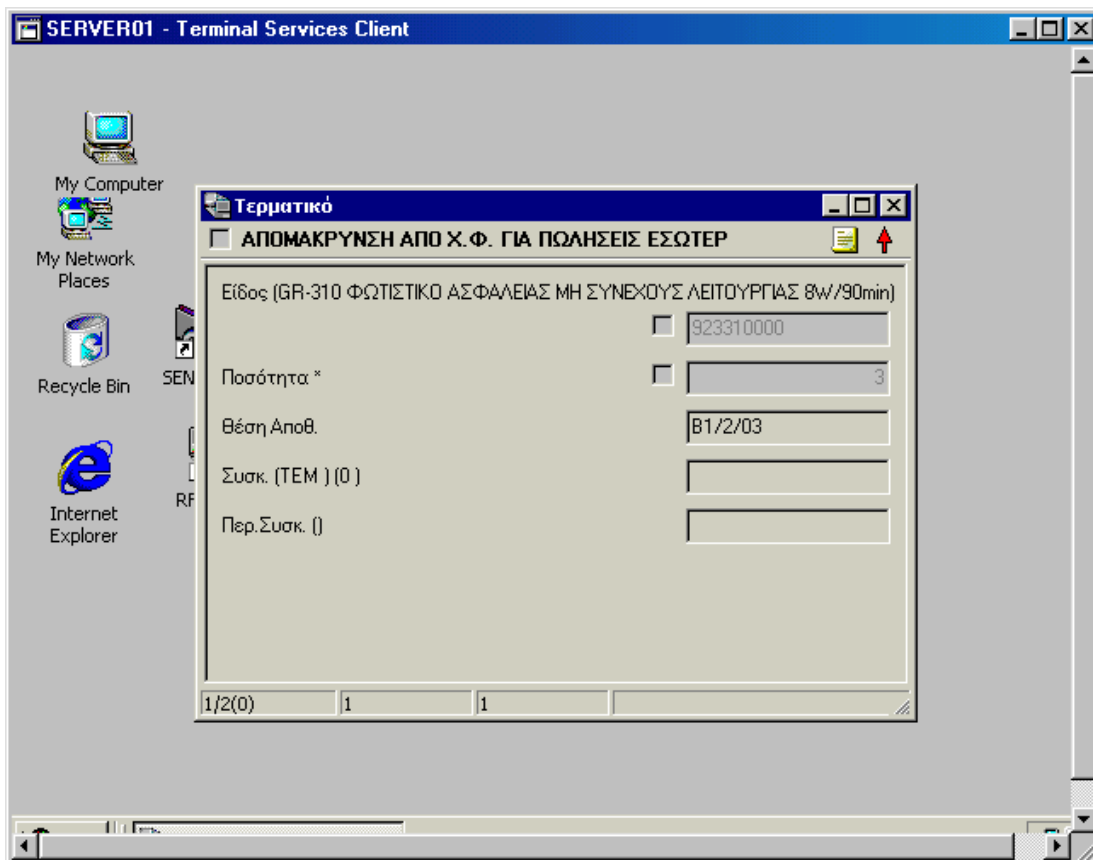 SERVER01 - Terminal Services Client
My Computer
My Network
Places
Recycle Bin
SEN
Internet
Explorer
RF
Τερματικό
ΑΠΟΜΑΚΡΥΝΣΗ ΑΠΟ Χ.Φ. ΓΙΑ ΠΩΛΗΣΕΙΣ ΕΣΩΤΕΡ
Είδος (GR-310 ΦΩΤΙΣΤΙΚΟ ΑΣΦΑΛΕΙΑΣ ΜΗ ΣΥΝΕΧΟΥΣ ΛΕΙΤΟΥΡΓΙΑΣ 8W/90min)
923310000
Ποσότητα * 3
Θέση Αποθ. B1/2/03
Συσκ. (ΤΕΜ ) (0 )
Περ.Συσκ. ()
1/2(0) 1 1